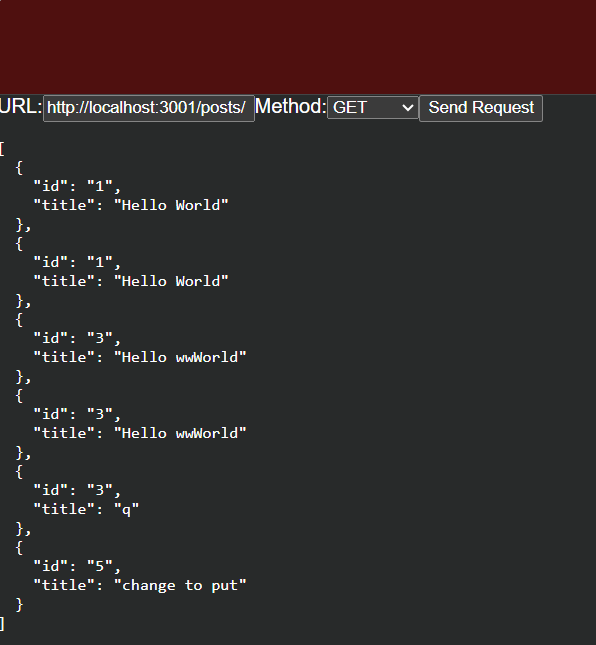 URL: http://localhost:3001/posts/ Method: GET Send Request
[
  {
    "id": "1",
    "title": "Hello World"
  },
  {
    "id": "1",
    "title": "Hello World"
  },
  {
    "id": "3",
    "title": "Hello wwWorld"
  },
  {
    "id": "3",
    "title": "Hello wwWorld"
  },
  {
    "id": "3",
    "title": "q"
  },
  {
    "id": "5",
    "title": "change to put"
  }
]